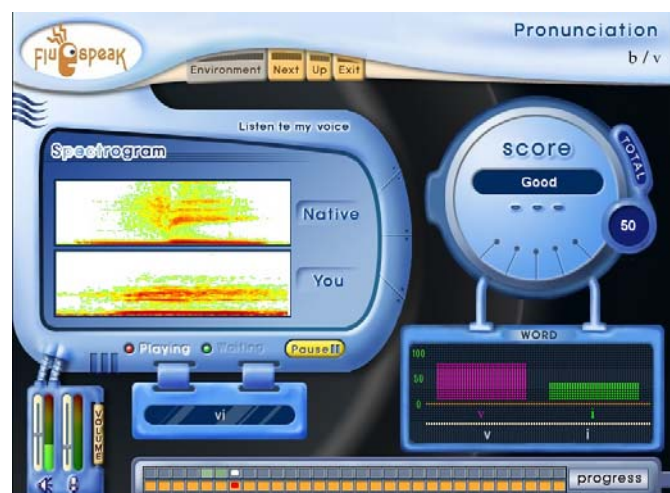 FluSpeak
Pronunciation
b / v
Environment Next Up Exit
Listen to my voice
Spectrogram
Native
You
Playing Waiting Pause
vi
VOLUME
score
TOTAL
Good
50
WORD
100
50
0
v i
v i
progress